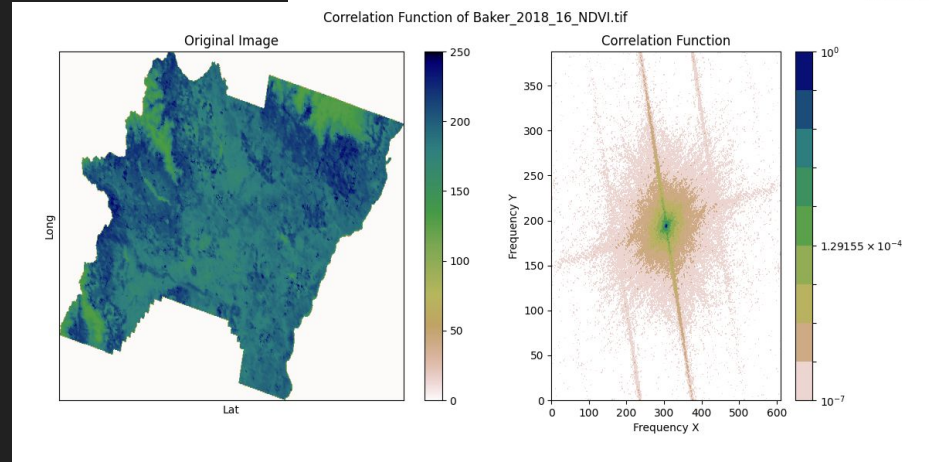 Correlation Function of Baker_2018_16_NDVI.tif
Original Image
Long
Lat
250
200
150
100
50
0
Correlation Function
Frequency Y
350
300
250
200
150
100
50
0
0 100 200 300 400 500 600
Frequency X
10⁰
1.29155 × 10⁻⁴
10⁻⁷